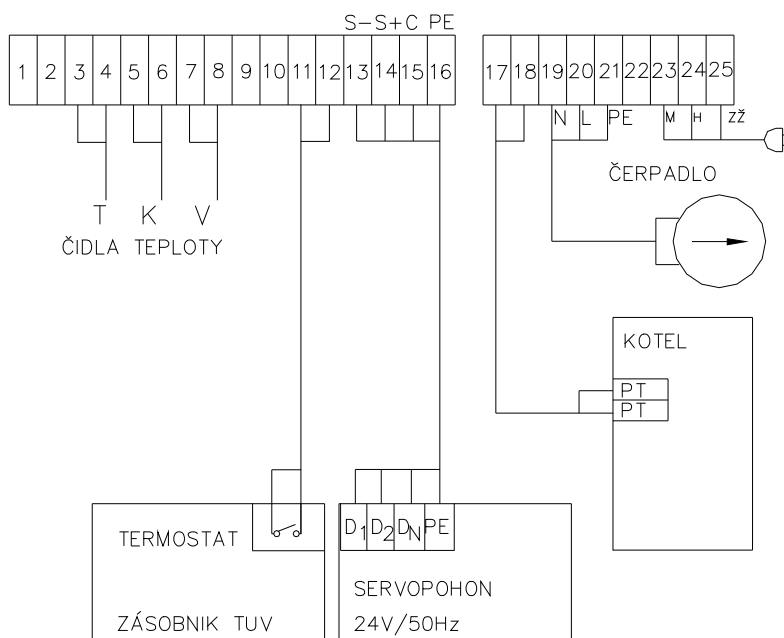 S-S+C PE
1 2 3 4 5 6 7 8 9 10 11 12 13 14 15 16 17 18 19 20 21 22 23 24 25
N L PE M H ZŽ
ČERPADLO
T K V
ČIDLA TEPLOTY
KOTEL
PT
PT
TERMOSTAT
D1 D2 DN PE
SERVOPOHON
ZÁSOBNIK TUV
24V/50Hz